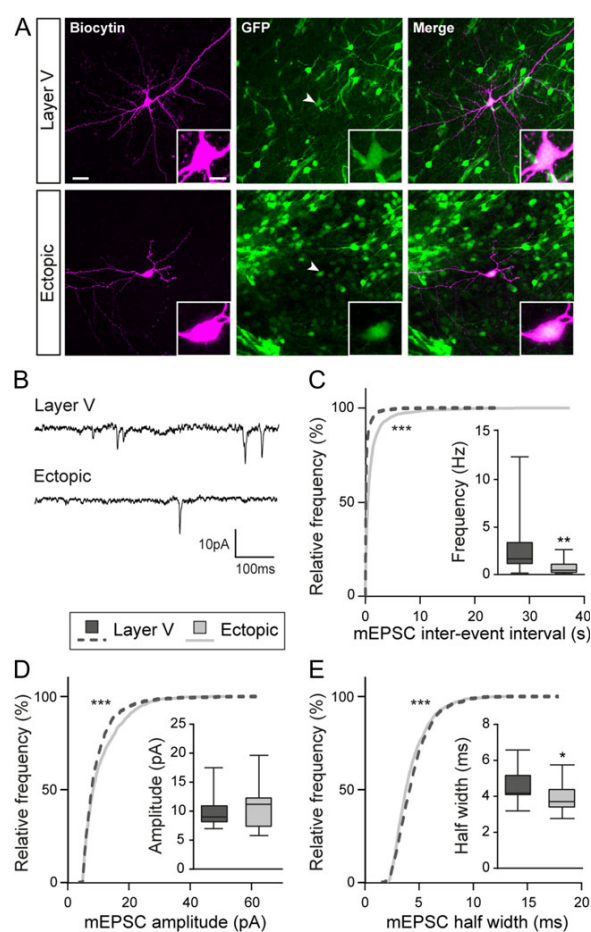 A
Biocytin
GFP
Merge
Layer V
Ectopic
B
Layer V
Ectopic
10pA
100ms
C
Relative frequency (%)
100
50
0
***
Frequency (Hz)
15
10
5
0
**
0 10 20 30 40
mEPSC inter-event interval (s)
Layer V Ectopic
D
Relative frequency (%)
100
50
0
***
Amplitude (pA)
25
20
15
10
5
0
0 20 40 60
mEPSC amplitude (pA)
E
Relative frequency (%)
100
50
0
***
Half width (ms)
8
6
4
2
0
*
0 5 10 15 20
mEPSC half width (ms)